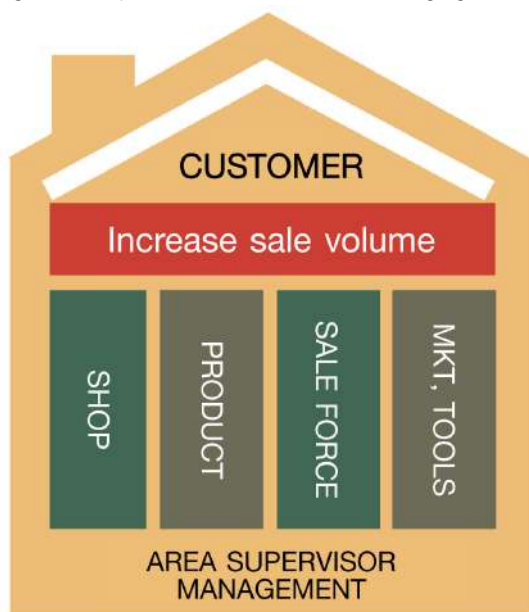 CUSTOMER
Increase sale volume
SHOP
PRODUCT
SALE FORCE
MKT, TOOLS
AREA SUPERVISOR
MANAGEMENT